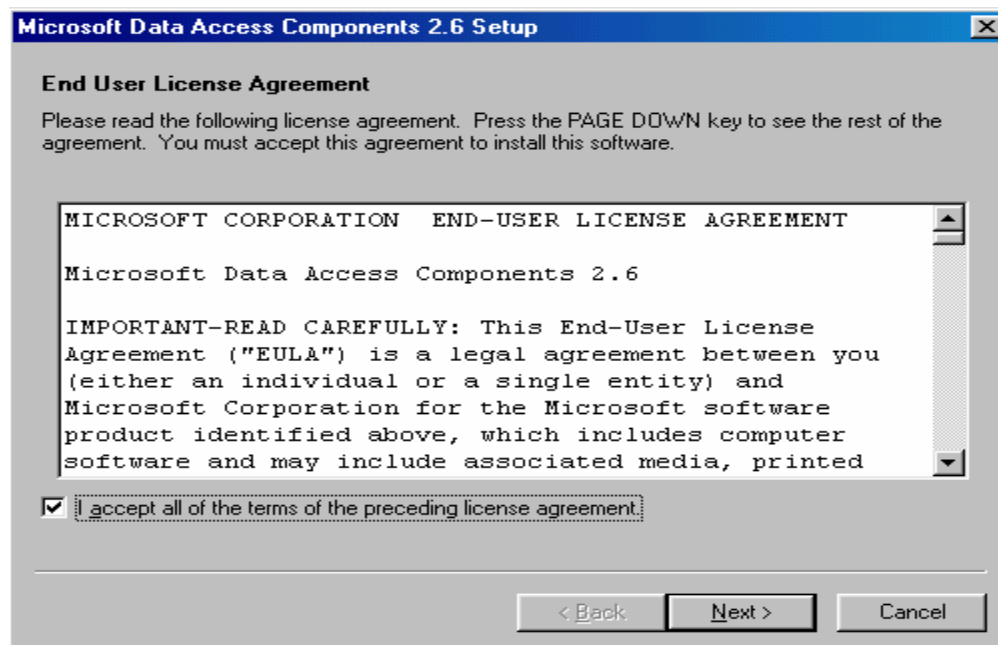 Microsoft Data Access Components 2.6 Setup
End User License Agreement
Please read the following license agreement. Press the PAGE DOWN key to see the rest of the
agreement. You must accept this agreement to install this software.
MICROSOFT CORPORATION END-USER LICENSE AGREEMENT
Microsoft Data Access Components 2.6
IMPORTANT-READ CAREFULLY: This End-User License
Agreement ("EULA") is a legal agreement between you
(either an individual or a single entity) and
Microsoft Corporation for the Microsoft software
product identified above, which includes computer
software and may include associated media, printed
I accept all of the terms of the preceding license agreement.
< Back Next > Cancel